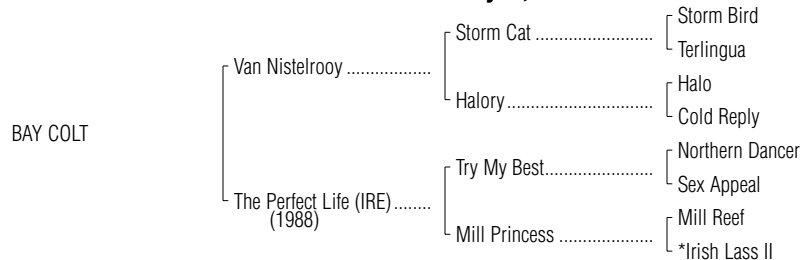 Storm Bird
Storm Cat ...................
Terlingua
Van Nistelrooy ..................
Halo
Halory.........................
Cold Reply
BAY COLT
Northern Dancer
Try My Best.................
Sex Appeal
The Perfect Life (IRE)........
(1988)
Mill Reef
Mill Princess ....................
*Irish Lass II